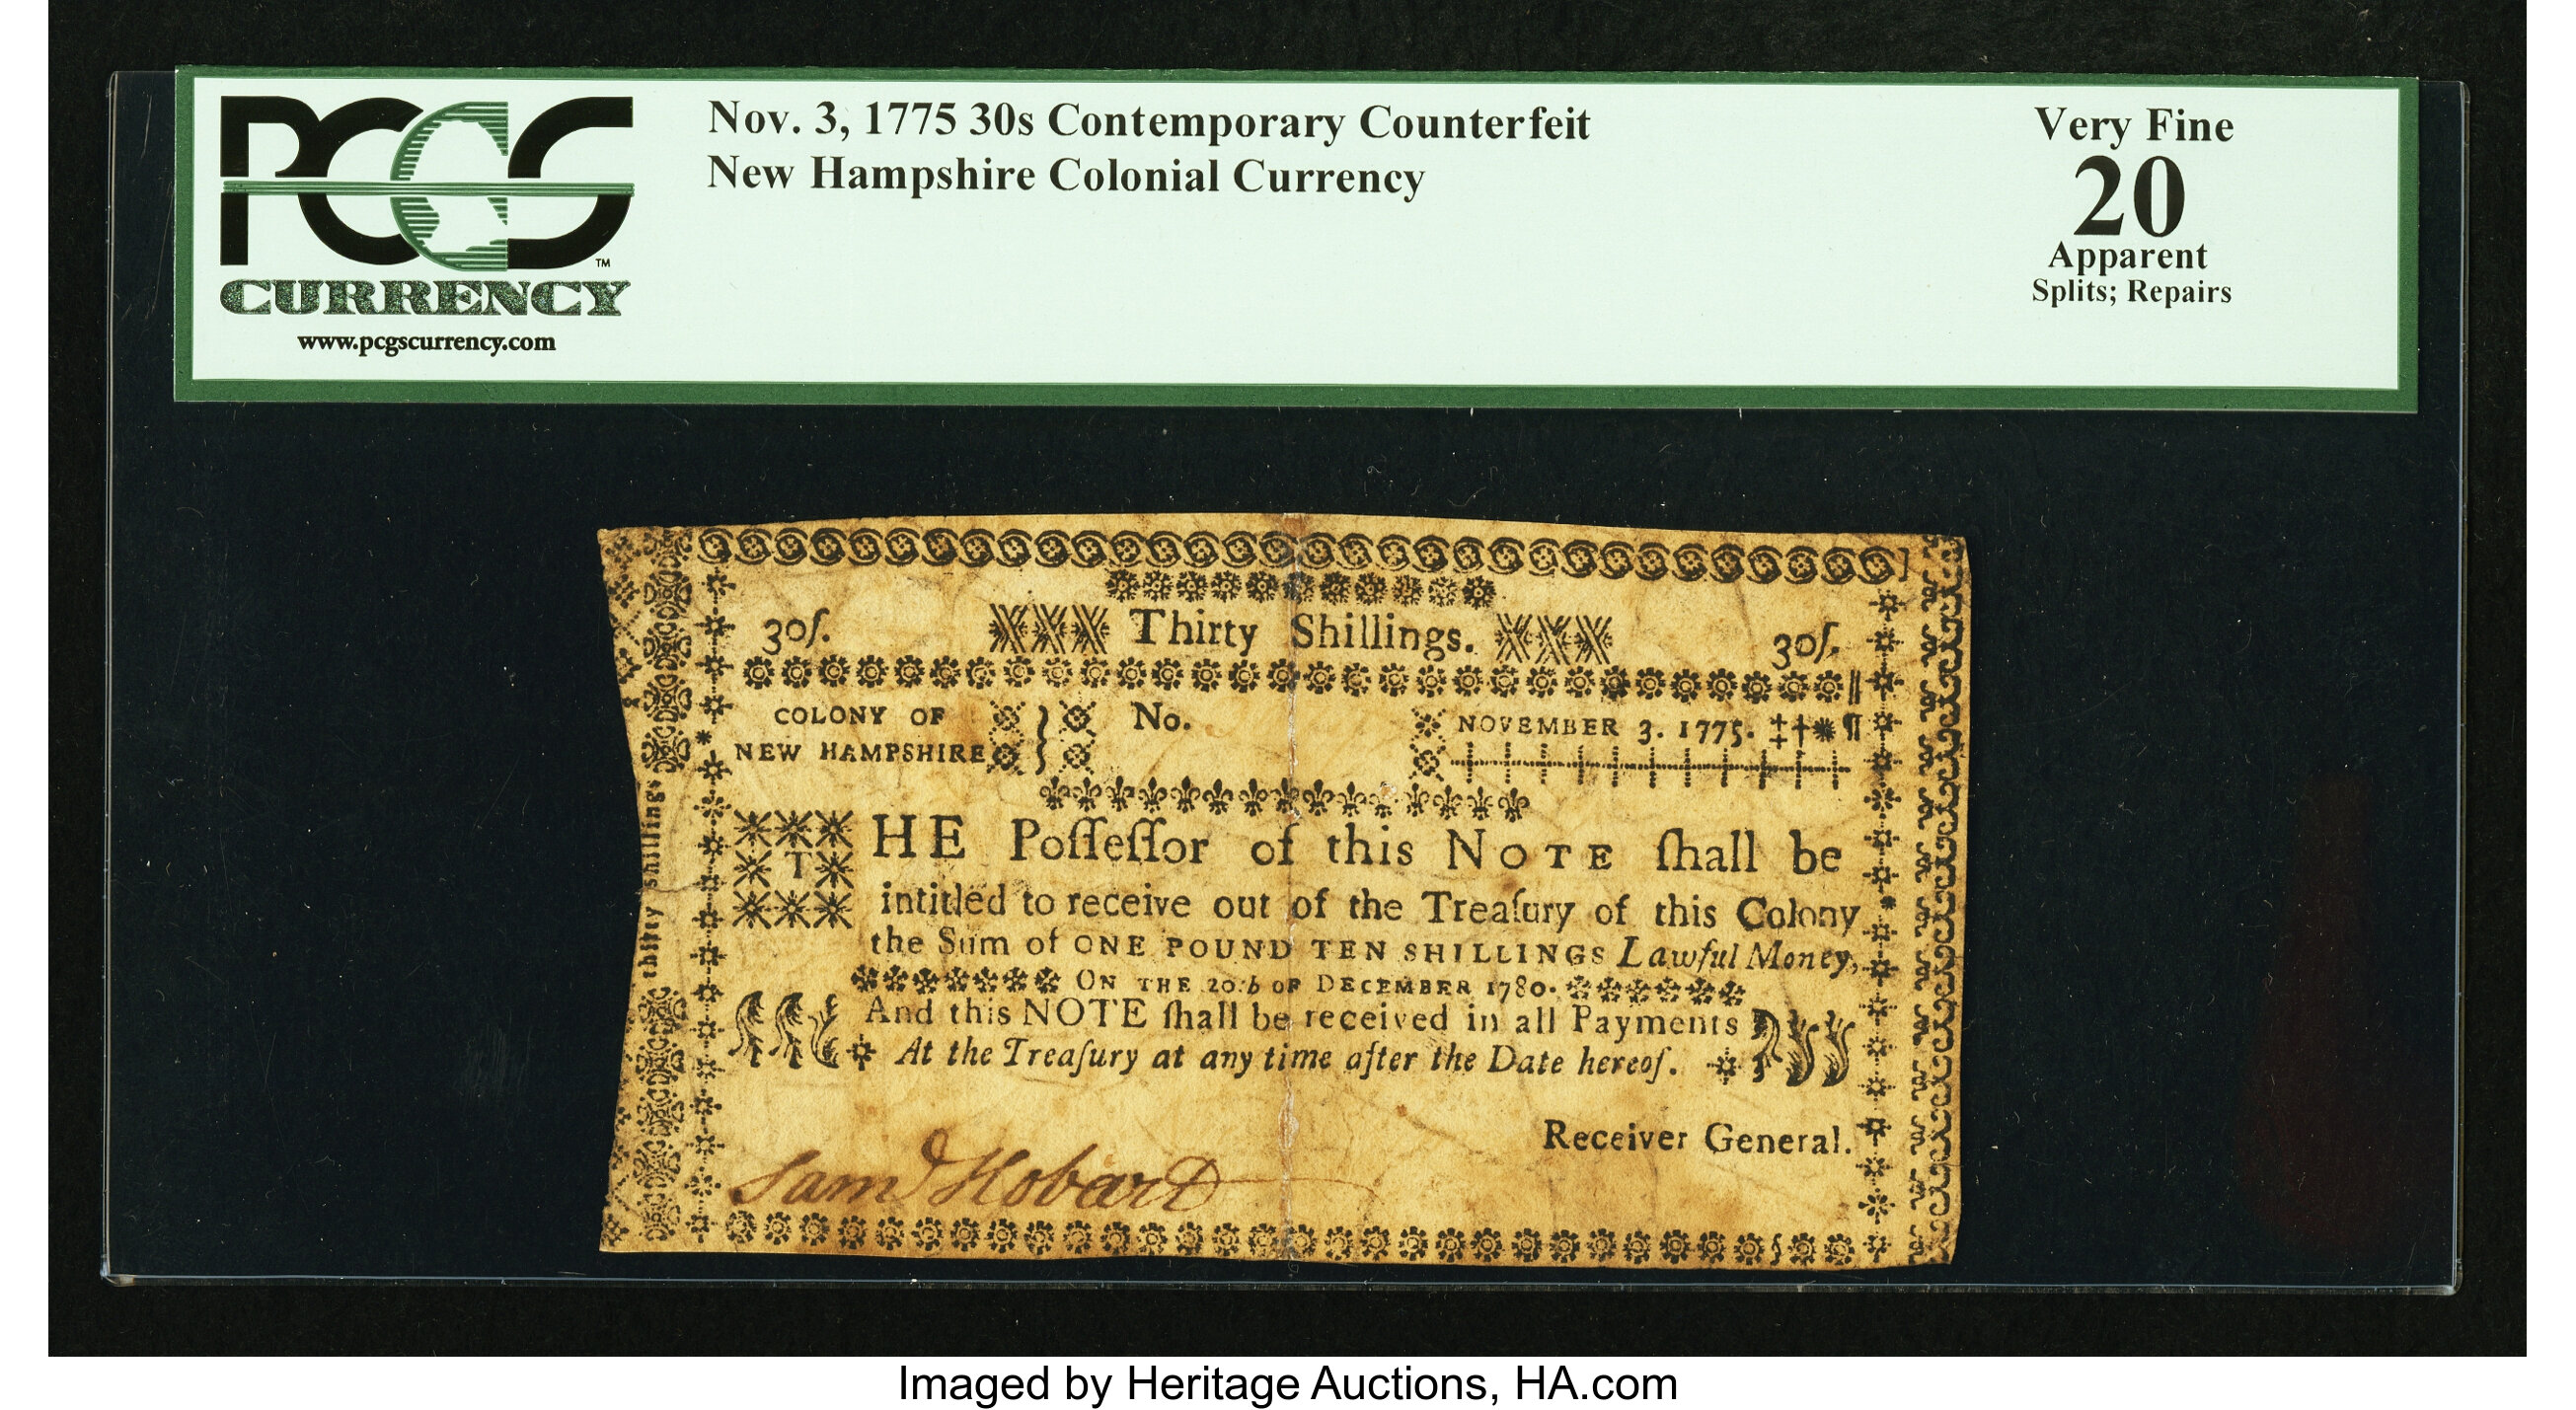 PCGS
™
CURRENCY
www.pcgscurrency.com
Nov. 3, 1775 30s Contemporary Counterfeit
New Hampshire Colonial Currency
Very Fine
20
Apparent
Splits; Repairs
30ſ. Thirty Shillings. 30ſ.
COLONY OF
NEW HAMPSHIRE } No. NOVEMBER 3. 1775. ‡†✹¶
THE Poſſeſſor of this NOTE ſhall be
intitled to receive out of the Treaſury of this Colony
the Sum of ONE POUND TEN SHILLINGS Lawful Money,
ON THE 20th OF DECEMBER 1780.
And this NOTE ſhall be received in all Payments
At the Treaſury at any time aſter the Date hereoſ.
Receiver General.
Samˡ Hobart
thirty shillings
Imaged by Heritage Auctions, HA.com